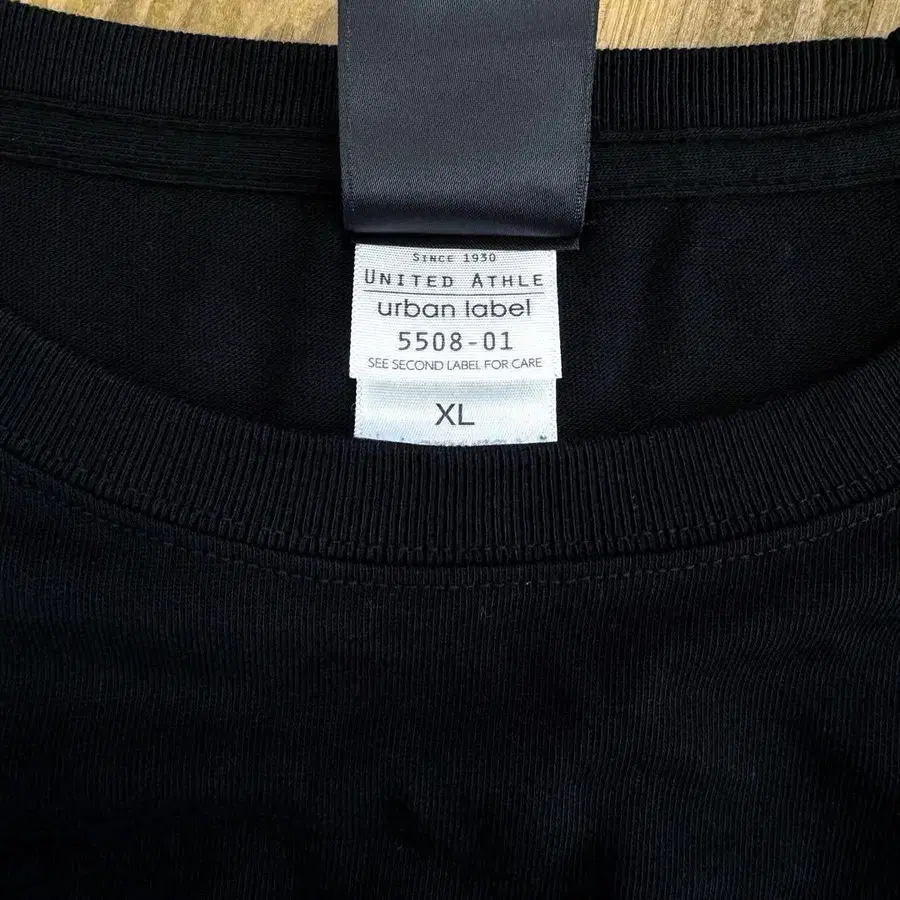 SINCE 1930
UNITED ATHLE
urban label
5508-01
SEE SECOND LABEL FOR CARE
XL